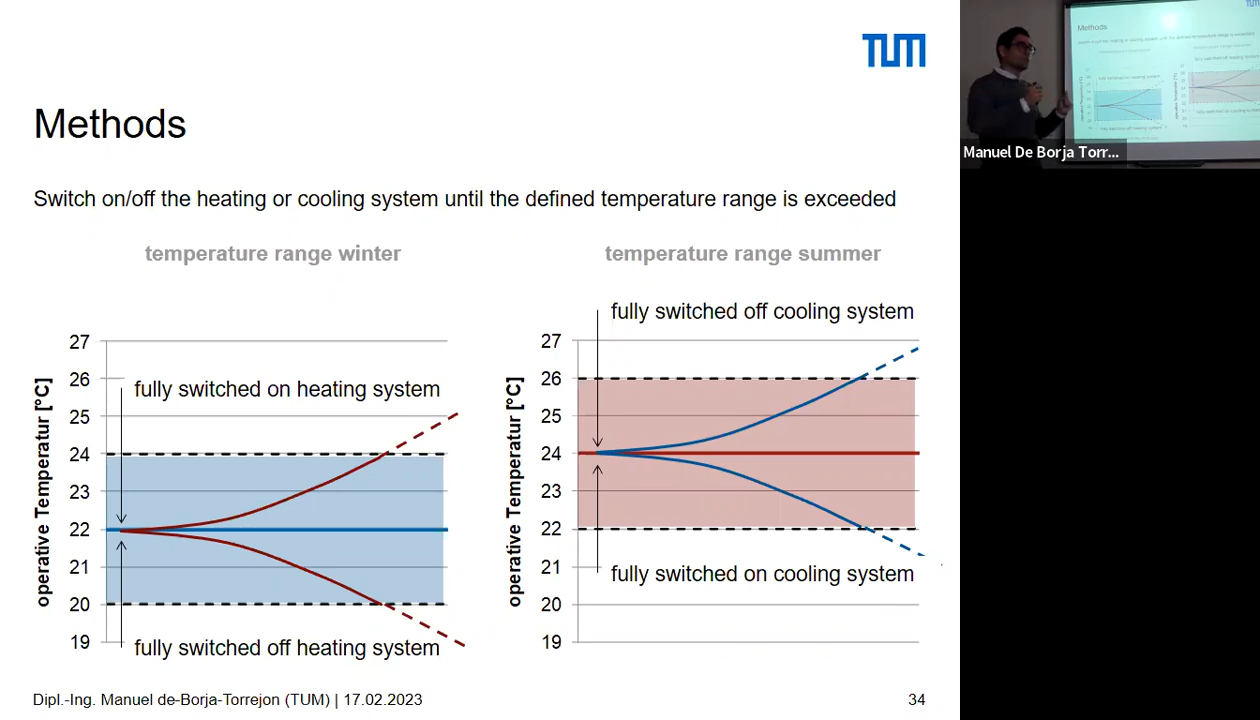 TUM
Methods
Switch on/off the heating or cooling system until the defined temperature range is exceeded
temperature range winter
operative Temperatur [°C]
27
26
25
24
23
22
21
20
19
fully switched on heating system
fully switched off heating system
temperature range summer
operative Temperatur [°C]
27
26
25
24
23
22
21
20
19
fully switched off cooling system
fully switched on cooling system
Dipl.-Ing. Manuel de-Borja-Torrejon (TUM) | 17.02.2023
34
Methods
Manuel De Borja Torr...